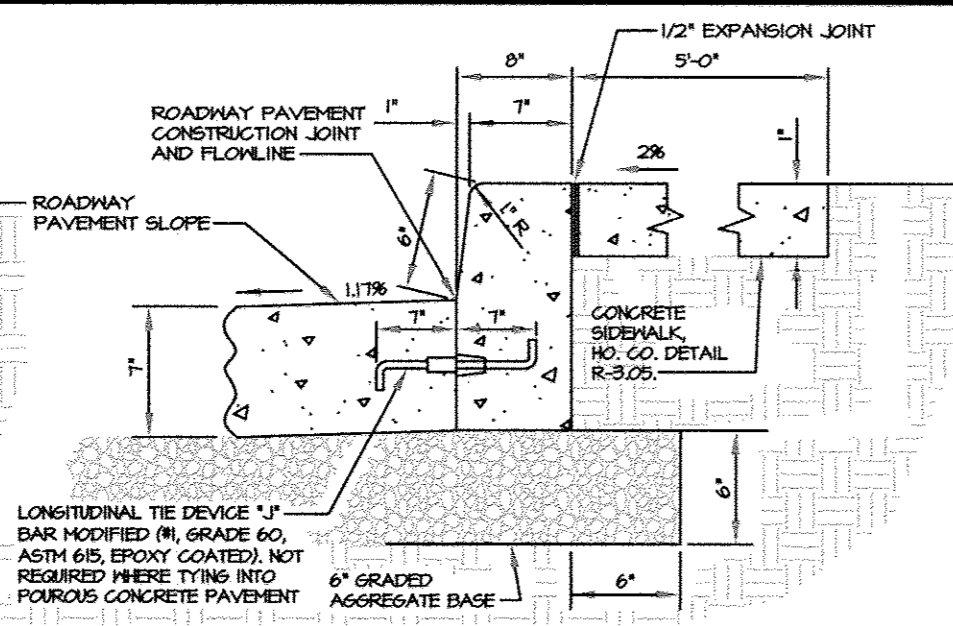 1/2" EXPANSION JOINT
8"
5'-0"
ROADWAY PAVEMENT
CONSTRUCTION JOINT
AND FLOWLINE
1"
7"
2%
1"
ROADWAY
PAVEMENT SLOPE
6"
1" R
1.17%
7"
7"
7"
CONCRETE
SIDEWALK,
HO. CO. DETAIL
R-3.05.
LONGITUDINAL TIE DEVICE "J"
BAR MODIFIED (#1, GRADE 60,
ASTM 615, EPOXY COATED). NOT
REQUIRED WHERE TYING INTO
POUROUS CONCRETE PAVEMENT
6" GRADED
AGGREGATE BASE
6"
6"